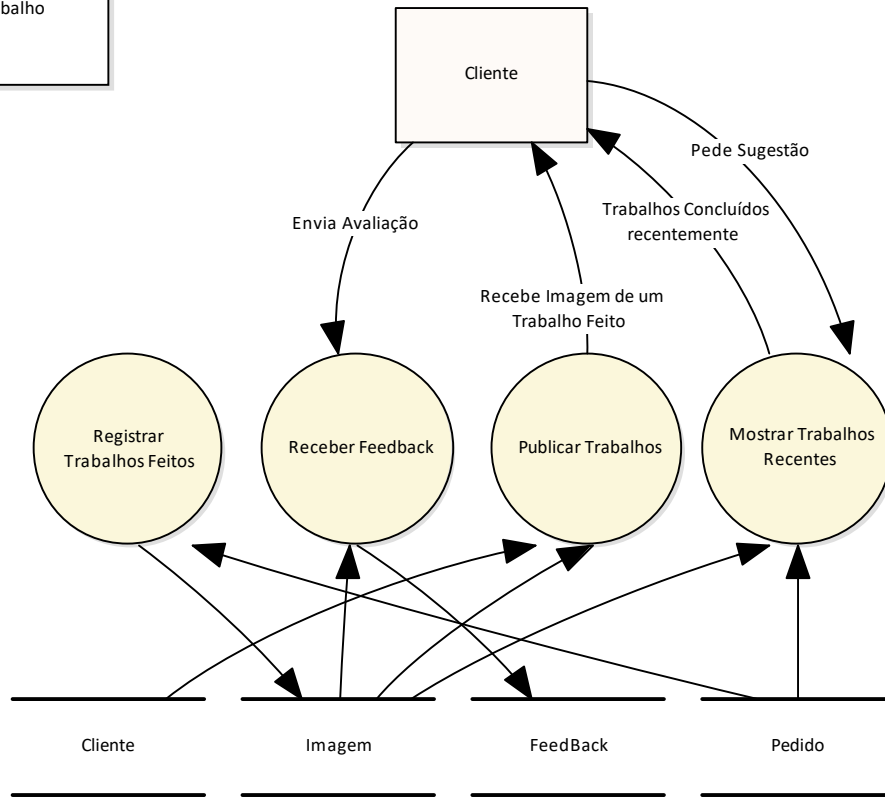 balho
Cliente
Pede Sugestão
Trabalhos Concluídos
recentemente
Envia Avaliação
Recebe Imagem de um
Trabalho Feito
Registrar
Trabalhos Feitos
Receber Feedback
Publicar Trabalhos
Mostrar Trabalhos
Recentes
Cliente
Imagem
FeedBack
Pedido